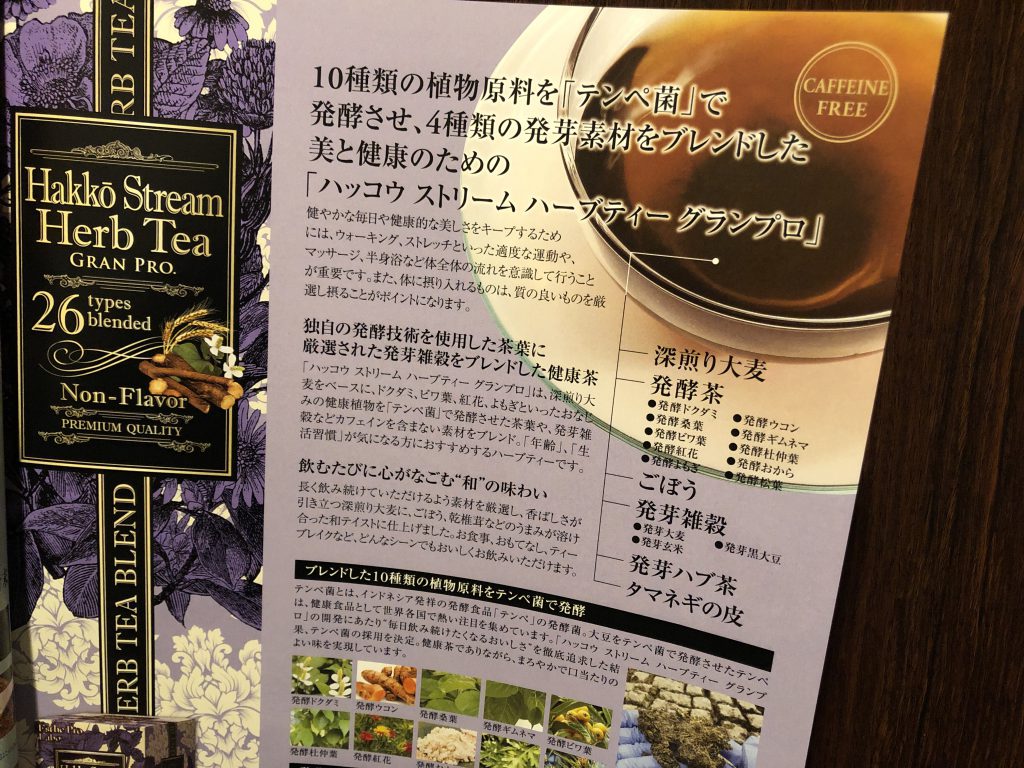 HERB TEA
Hakkō Stream
Herb Tea
GRAN PRO.
26 types
blended
Non-Flavor
PREMIUM QUALITY
HERB TEA BLEND
Esthe Pro
Labo
CAFFEINE
FREE
10種類の植物原料を「テンペ菌」で
発酵させ、4種類の発芽素材をブレンドした
美と健康のための
「ハッコウ ストリーム ハーブティー グランプロ」
健やかな毎日や健康的な美しさをキープするため
には、ウォーキング、ストレッチといった適度な運動や、
マッサージ、半身浴など体全体の流れを意識して行うこと
が重要です。また、体に摂り入れるものは、質の良いものを厳
選し摂ることがポイントになります。
独自の発酵技術を使用した茶葉に
厳選された発芽雑穀をブレンドした健康茶
「ハッコウ ストリーム ハーブティー グランプロ」は、深煎り大
麦をベースに、ドクダミ、ビワ葉、紅花、よもぎといったおなじ
みの健康植物を「テンペ菌」で発酵させた茶葉や、発芽雑
穀などカフェインを含まない素材をブレンド。「年齢」、「生
活習慣」が気になる方におすすめするハーブティーです。
飲むたびに心がなごむ“和”の味わい
長く飲み続けていただけるよう素材を厳選し、香ばしさが
引き立つ深煎り大麦に、ごぼう、乾椎茸などのうまみが溶け
合った和テイストに仕上げました。お食事、おもてなし、ティー
ブレイクなど、どんなシーンでもおいしくお飲みいただけます。
深煎り大麦
発酵茶
●発酵ドクダミ ●発酵ウコン
●発酵桑葉 ●発酵ギムネマ
●発酵ビワ葉 ●発酵杜仲葉
●発酵紅花 ●発酵おから
●発酵よもぎ ●発酵松葉
ごぼう
発芽雑穀
●発芽大麦 ●発芽黒大豆
●発芽玄米
発芽ハブ茶
タマネギの皮
ブレンドした10種類の植物原料をテンペ菌で発酵
テンペ菌とは、インドネシア発祥の発酵食品「テンペ」の発酵菌。大豆をテンペ菌で発酵させたテンペ
は、健康食品として世界各国で熱い注目を集めています。「ハッコウ ストリーム ハーブティー グランプ
ロ」の開発にあたり“毎日飲み続けたくなるおいしさ”を徹底追求した結
果、テンペ菌の採用を決定。健康茶でありながら、まろやかで口当たりの
よい味を実現しています。
発酵ドクダミ 発酵ウコン 発酵桑葉 発酵ギムネマ 発酵ビワ葉
発酵杜仲葉 発酵紅花